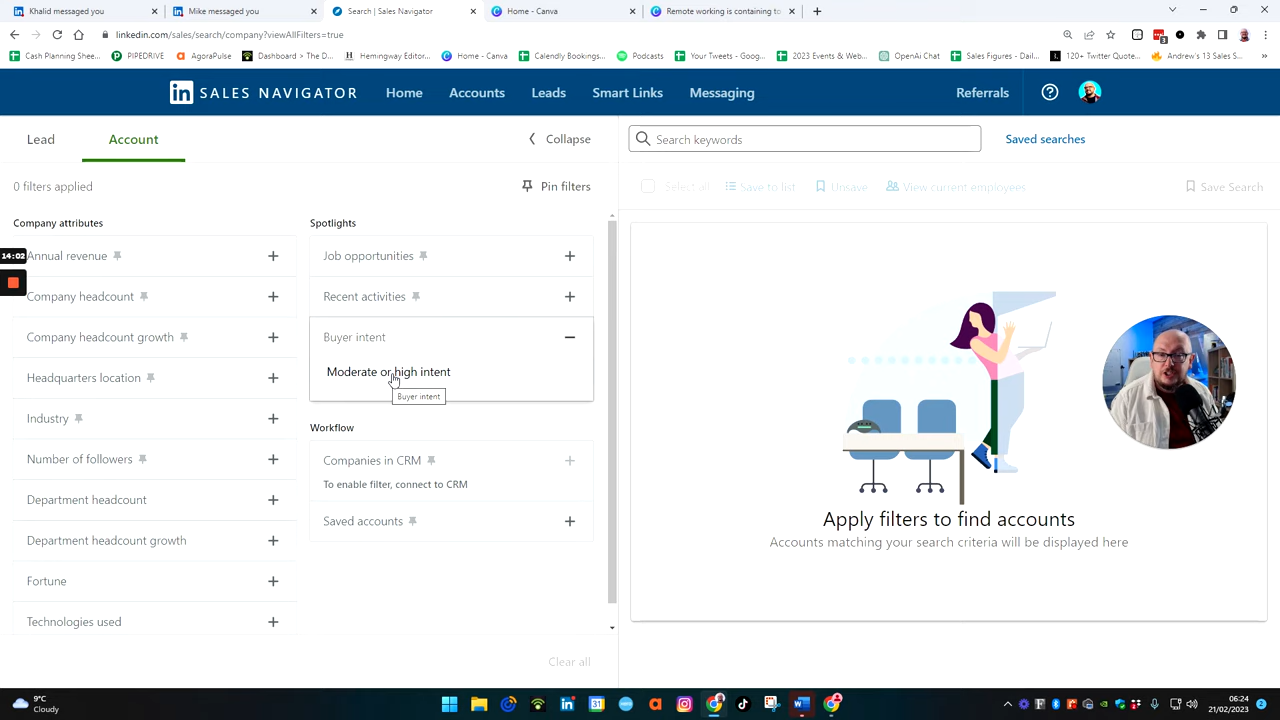 Khalid messaged you
Mike messaged you
Search | Sales Navigator
Home - Canva
Remote working is containing to
linkedin.com/sales/search/company?viewAllFilters=true
Cash Planning Shee...
PIPEDRIVE
AgoraPulse
Dashboard > The D...
Hemingway Editor...
Home - Canva
Calendly Bookings...
Podcasts
Your Tweets - Goog...
2023 Events & Web...
OpenAi Chat
Sales Figures - Dail...
120+ Twitter Quote...
Andrew's 13 Sales S...
in SALES NAVIGATOR
Home
Accounts
Leads
Smart Links
Messaging
Referrals
Lead
Account
Collapse
Search keywords
Saved searches
0 filters applied
Pin filters
Select all
Save to list
Unsave
View current employees
Save Search
Company attributes
Spotlights
Annual revenue
Job opportunities
14:02
Company headcount
Recent activities
Company headcount growth
Buyer intent
Moderate or high intent
Buyer intent
Headquarters location
Industry
Workflow
Number of followers
Companies in CRM
To enable filter, connect to CRM
Department headcount
Saved accounts
Department headcount growth
Fortune
Technologies used
Apply filters to find accounts
Accounts matching your search criteria will be displayed here
Clear all
9°C
Cloudy
06:24
21/02/2023